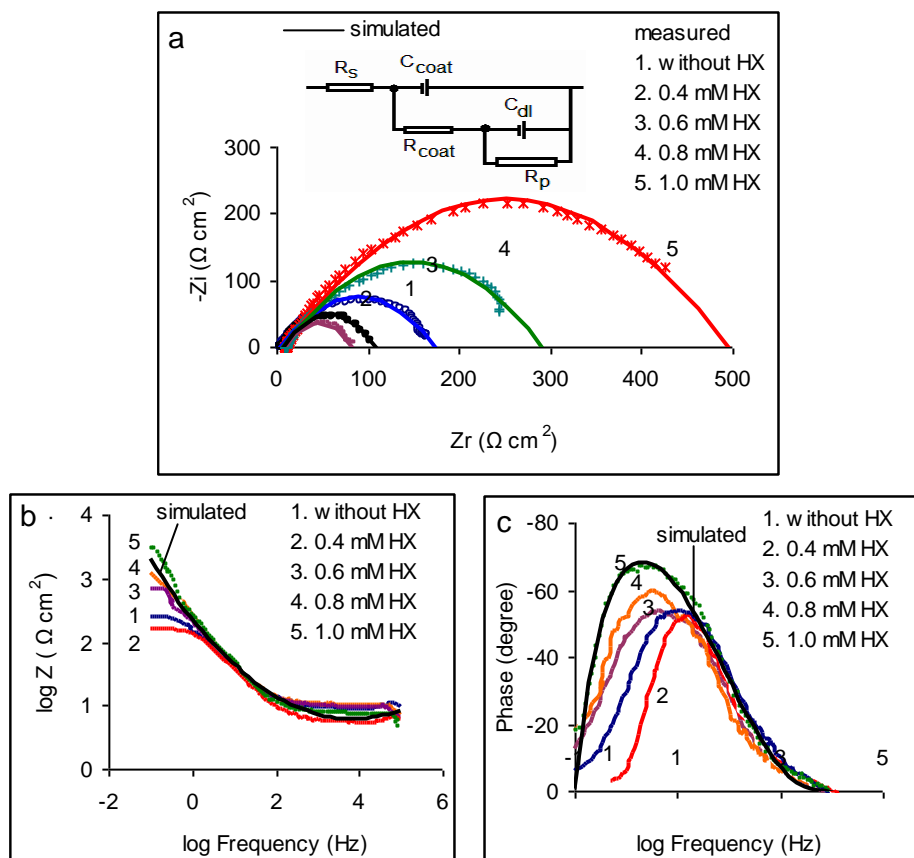 a
simulated
measured
1. without HX
2. 0.4 mM HX
3. 0.6 mM HX
4. 0.8 mM HX
5. 1.0 mM HX
Rs
Ccoat
Cdl
Rcoat
Rp
300
200
100
0
-Zi (Ω cm2)
1
2
3
4
5
0 100 200 300 400 500
Zr (Ω cm2)
b
simulated
1. without HX
2. 0.4 mM HX
3. 0.6 mM HX
4. 0.8 mM HX
5. 1.0 mM HX
4
3
2
1
0
log Z ( Ω cm2)
5
4
3
1
2
-2 0 2 4 6
log Frequency (Hz)
c
simulated
1. without HX
2. 0.4 mM HX
3. 0.6 mM HX
4. 0.8 mM HX
5. 1.0 mM HX
-80
-60
-40
-20
0
Phase (degree)
5
4
3
2
1
- 1 2 5
log Frequency (Hz)